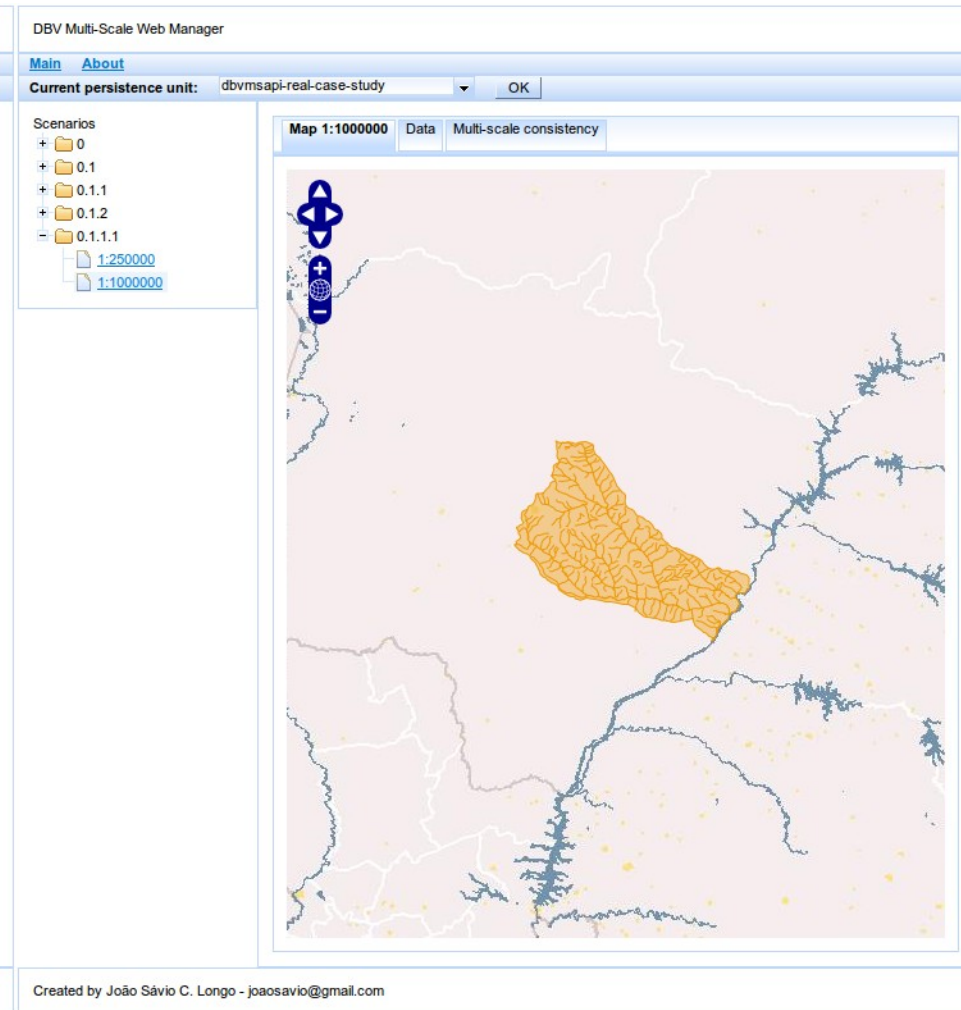 DBV Multi-Scale Web Manager
Main About
Current persistence unit: dbvmsapi-real-case-study OK
Scenarios
0
0.1
0.1.1
0.1.2
0.1.1.1
1:250000
1:1000000
Map 1:1000000 Data Multi-scale consistency
Created by João Sávio C. Longo - joaosavio@gmail.com